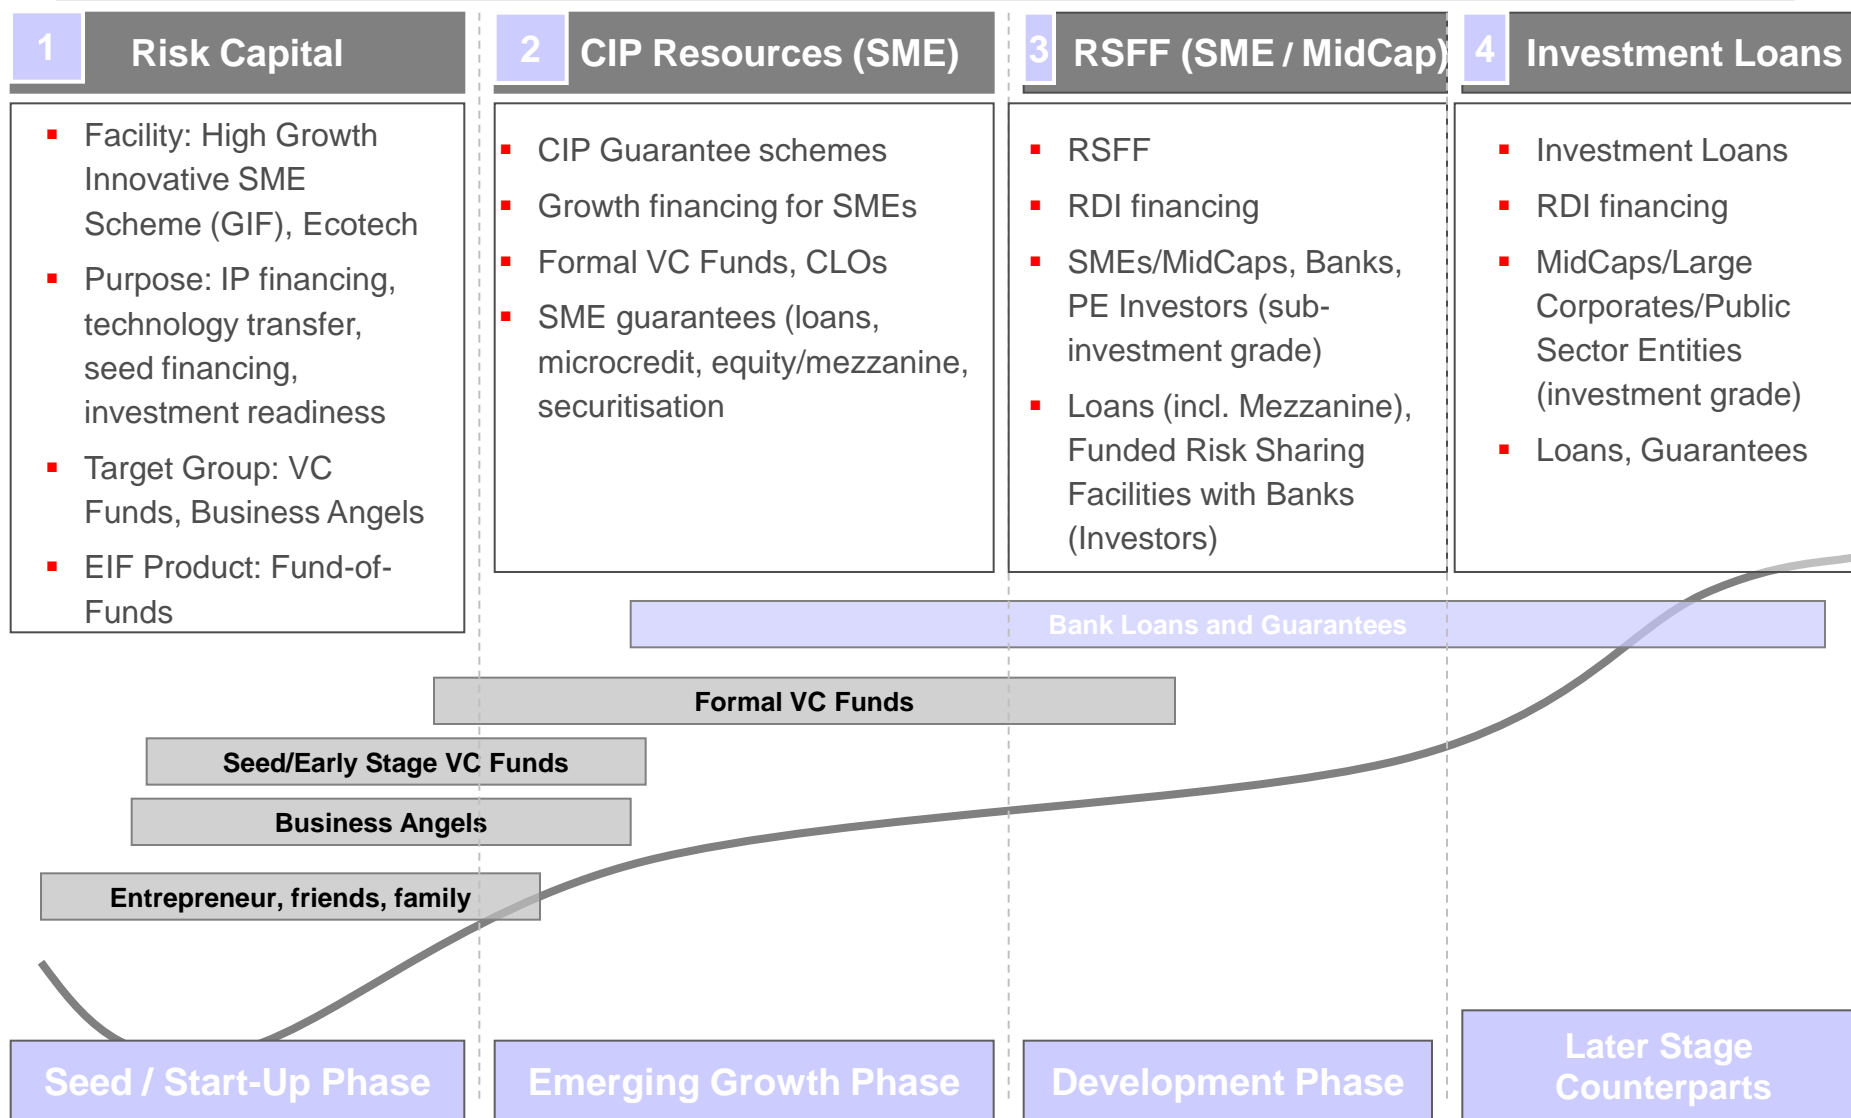 1
Risk Capital
Facility: High Growth
Innovative SME
Scheme (GIF), Ecotech
Purpose: IP financing,
technology transfer,
seed financing,
investment readiness
Target Group: VC
Funds, Business Angels
EIF Product: Fund-of-
Funds
2
CIP Resources (SME)
CIP Guarantee schemes
Growth financing for SMEs
Formal VC Funds, CLOs
SME guarantees (loans,
microcredit, equity/mezzanine,
securitisation
3
RSFF (SME / MidCap)
RSFF
RDI financing
SMEs/MidCaps, Banks,
PE Investors (sub-
investment grade)
Loans (incl. Mezzanine),
Funded Risk Sharing
Facilities with Banks
(Investors)
4
Investment Loans
Investment Loans
RDI financing
MidCaps/Large
Corporates/Public
Sector Entities
(investment grade)
Loans, Guarantees
Bank Loans and Guarantees
Formal VC Funds
Seed/Early Stage VC Funds
Business Angels
Entrepreneur, friends, family
Seed / Start-Up Phase
Emerging Growth Phase
Development Phase
Later Stage
Counterparts